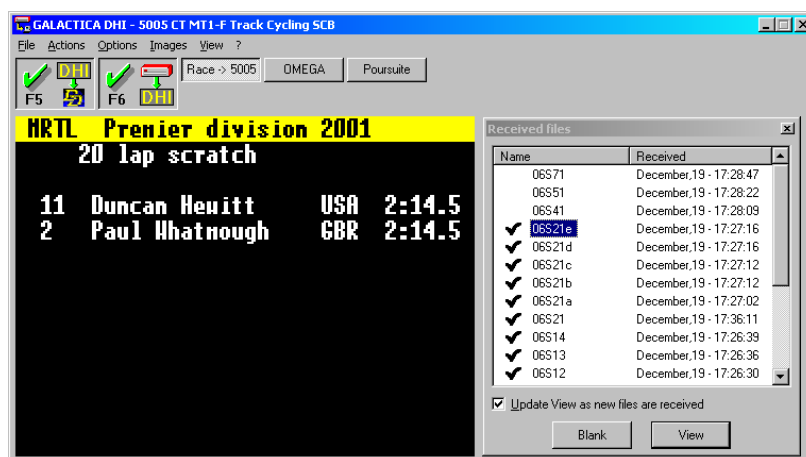 GALACTICA DHI - 5005 CT MT1-F Track Cycling SCB
File Actions Options Images View ?
DHI F5 F6 DHI Race -> 5005 OMEGA Poursuite
MRTL Premier division 2001
20 lap scratch
11 Duncan Hewitt USA 2:14.5
2 Paul Whatmough GBR 2:14.5
Received files
Name Received
06S71 December,19 - 17:28:47
06S51 December,19 - 17:28:22
06S41 December,19 - 17:28:09
06S21e December,19 - 17:27:16
06S21d December,19 - 17:27:16
06S21c December,19 - 17:27:12
06S21b December,19 - 17:27:12
06S21a December,19 - 17:27:02
06S21 December,19 - 17:36:11
06S14 December,19 - 17:26:39
06S13 December,19 - 17:26:36
06S12 December,19 - 17:26:30
Update View as new files are received
Blank View